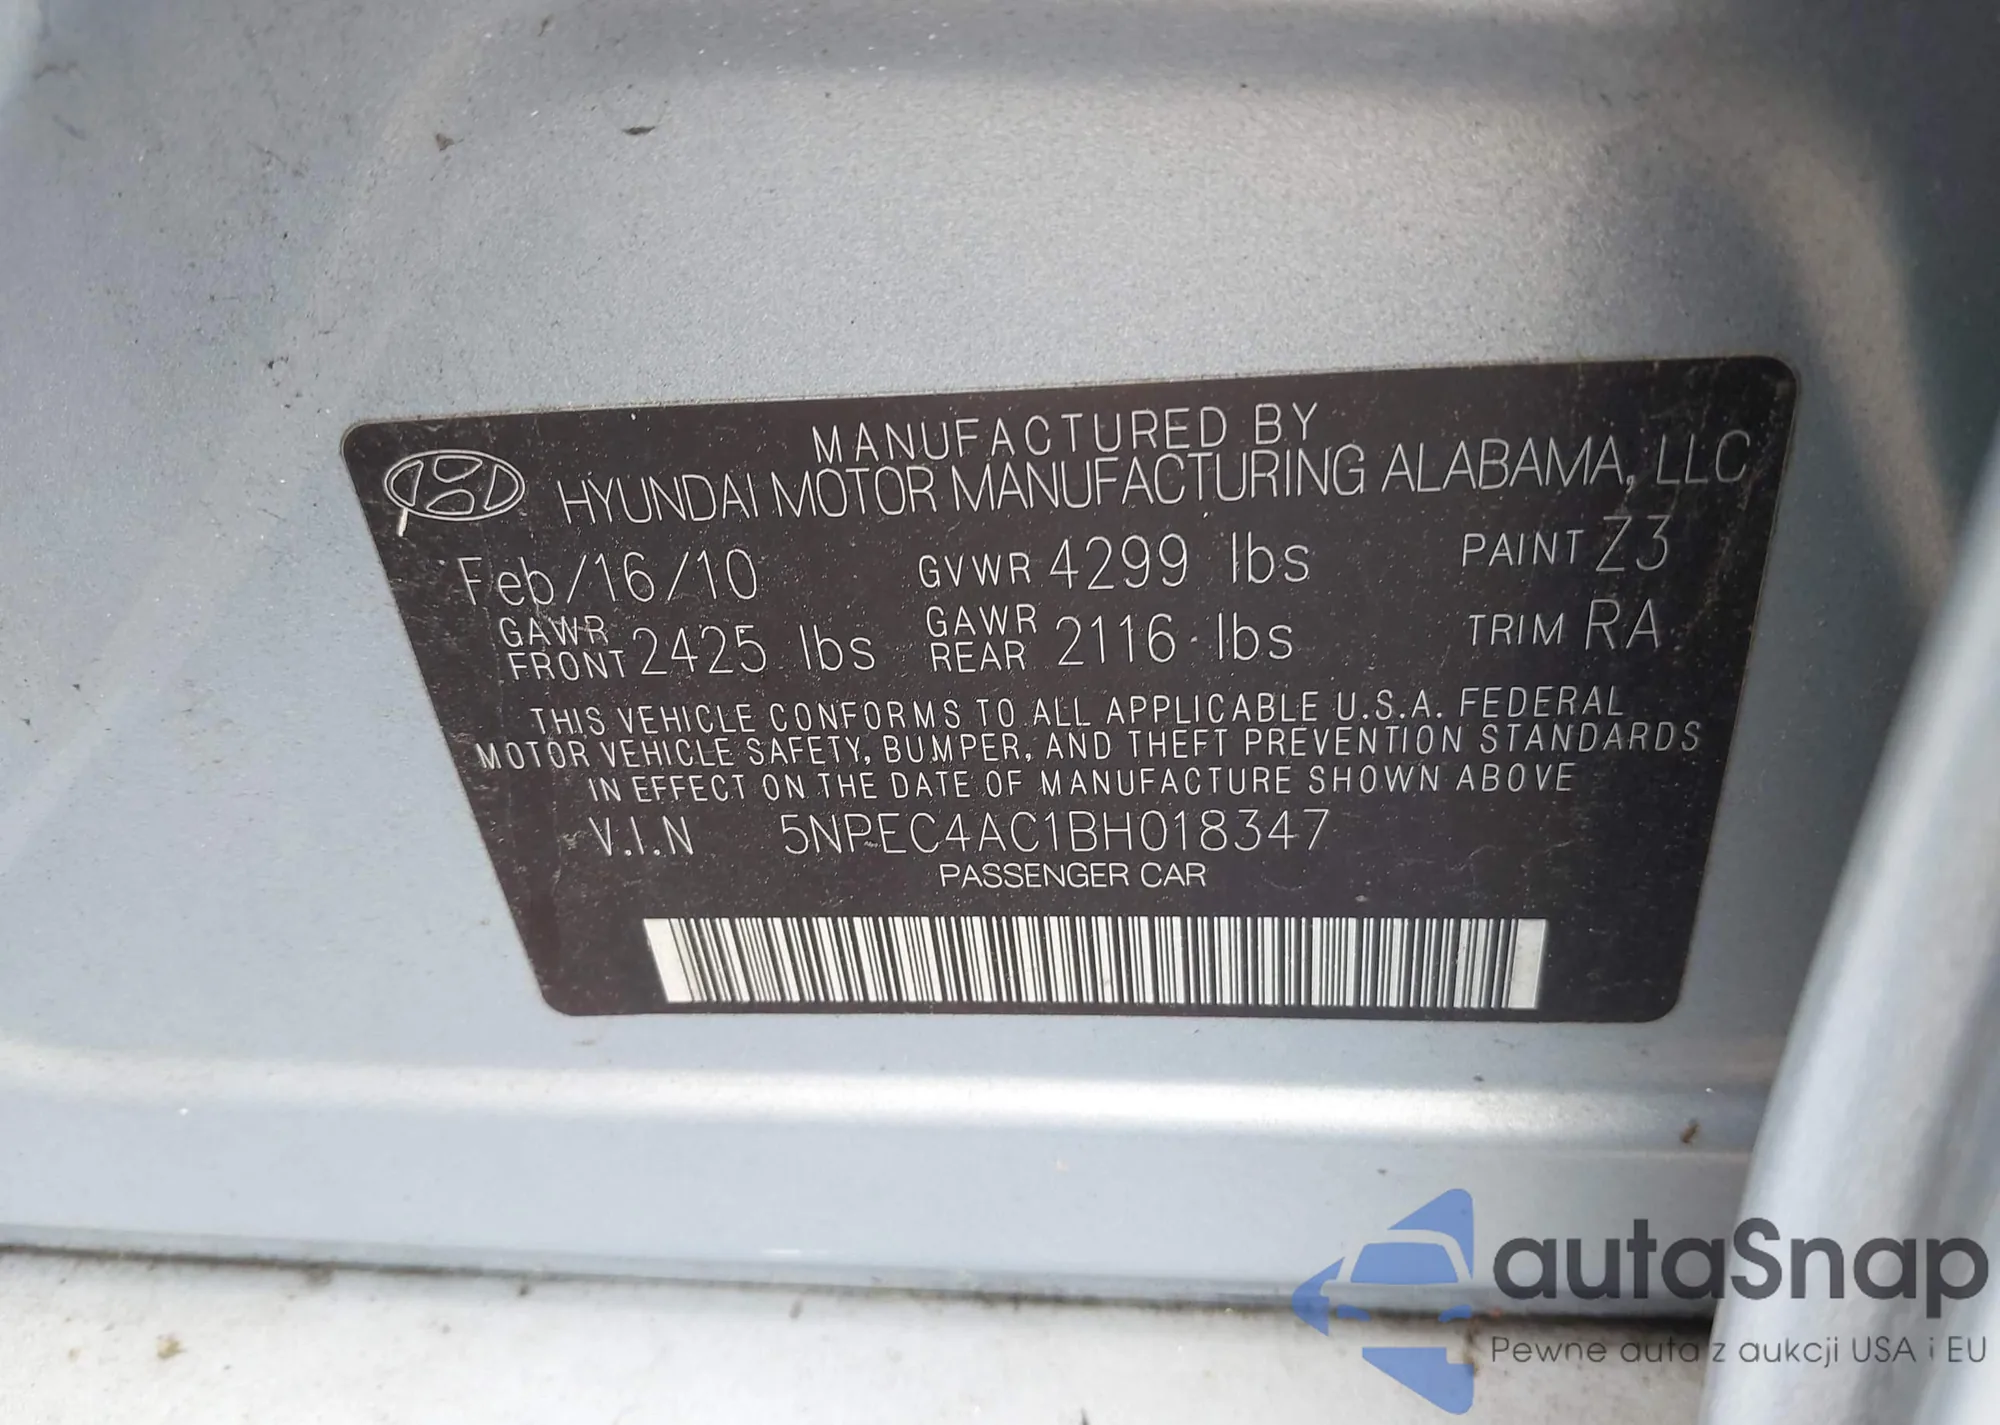 MANUFACTURED BY
HYUNDAI MOTOR MANUFACTURING ALABAMA, LLC
Feb/16/10 GVWR 4299 lbs PAINT Z3
GAWR FRONT 2425 lbs GAWR REAR 2116 lbs TRIM RA
THIS VEHICLE CONFORMS TO ALL APPLICABLE U.S.A. FEDERAL
MOTOR VEHICLE SAFETY, BUMPER, AND THEFT PREVENTION STANDARDS
IN EFFECT ON THE DATE OF MANUFACTURE SHOWN ABOVE
V.I.N 5NPEC4AC1BH018347
PASSENGER CAR
autaSnap
Pewne auta z aukcji USA i EU